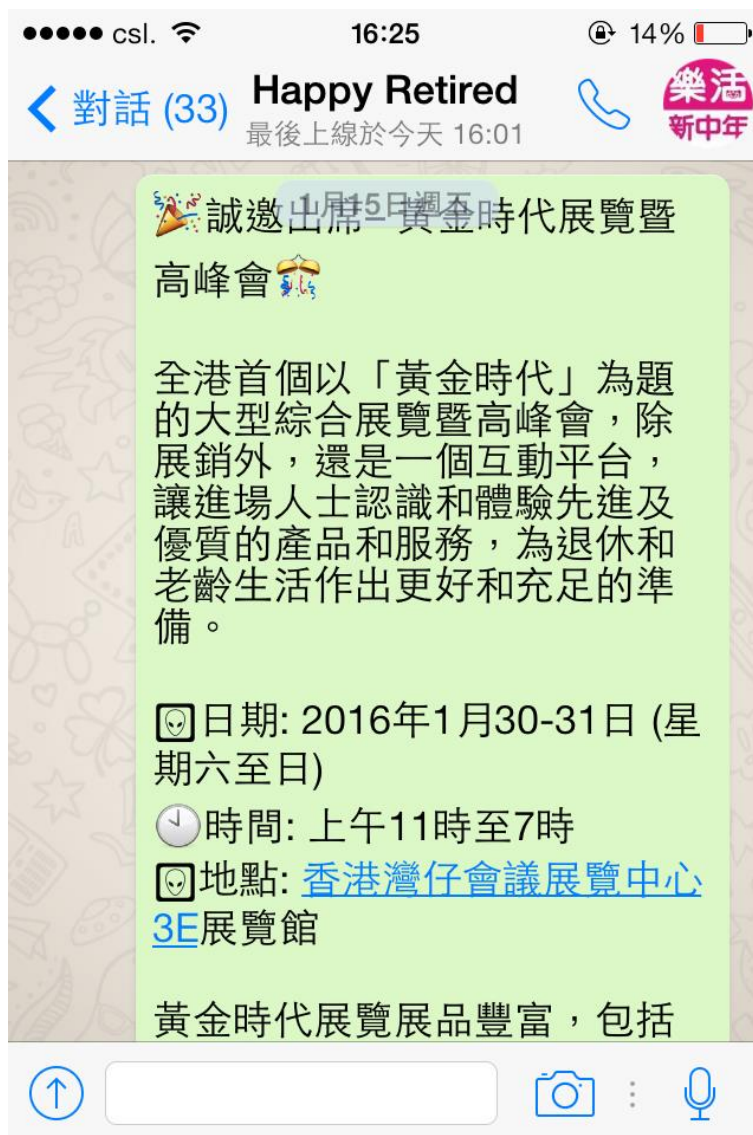 csl. 16:25 14%
對話 (33) Happy Retired
最後上線於今天 16:01
樂活
新中年
1月15日週五
誠邀出席－黃金時代展覽暨
高峰會
全港首個以「黃金時代」為題
的大型綜合展覽暨高峰會，除
展銷外，還是一個互動平台，
讓進場人士認識和體驗先進及
優質的產品和服務，為退休和
老齡生活作出更好和充足的準
備。
日期: 2016年1月30-31日 (星
期六至日)
時間: 上午11時至7時
地點: 香港灣仔會議展覽中心
3E展覽館
黃金時代展覽展品豐富，包括